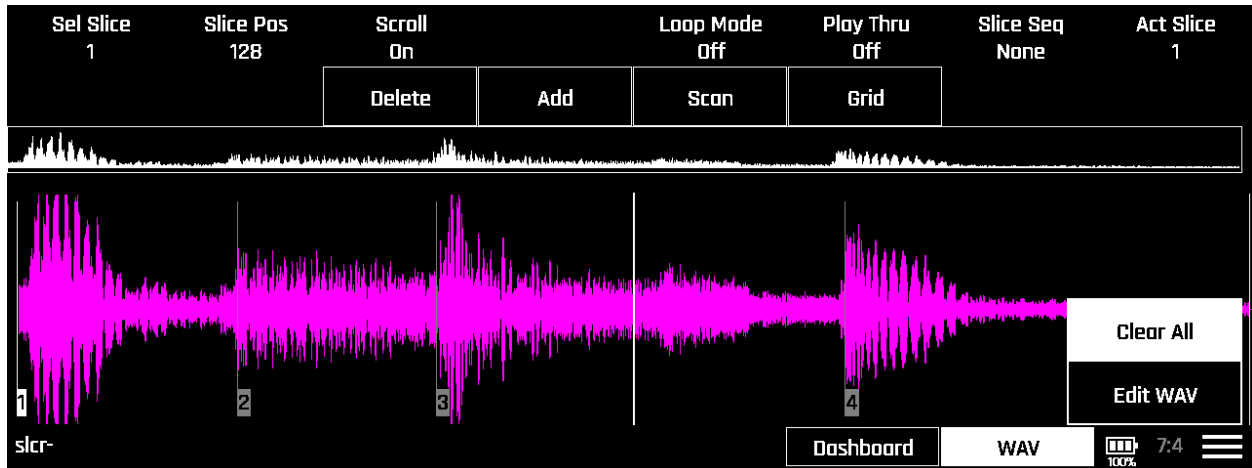 Sel Slice Slice Pos Scroll Loop Mode Play Thru Slice Seq Act Slice
1 128 On Off Off None 1
Delete Add Scan Grid
Clear All
1 2 3 4 Edit WAV
slcr- Dashboard WAV 100% 7:4